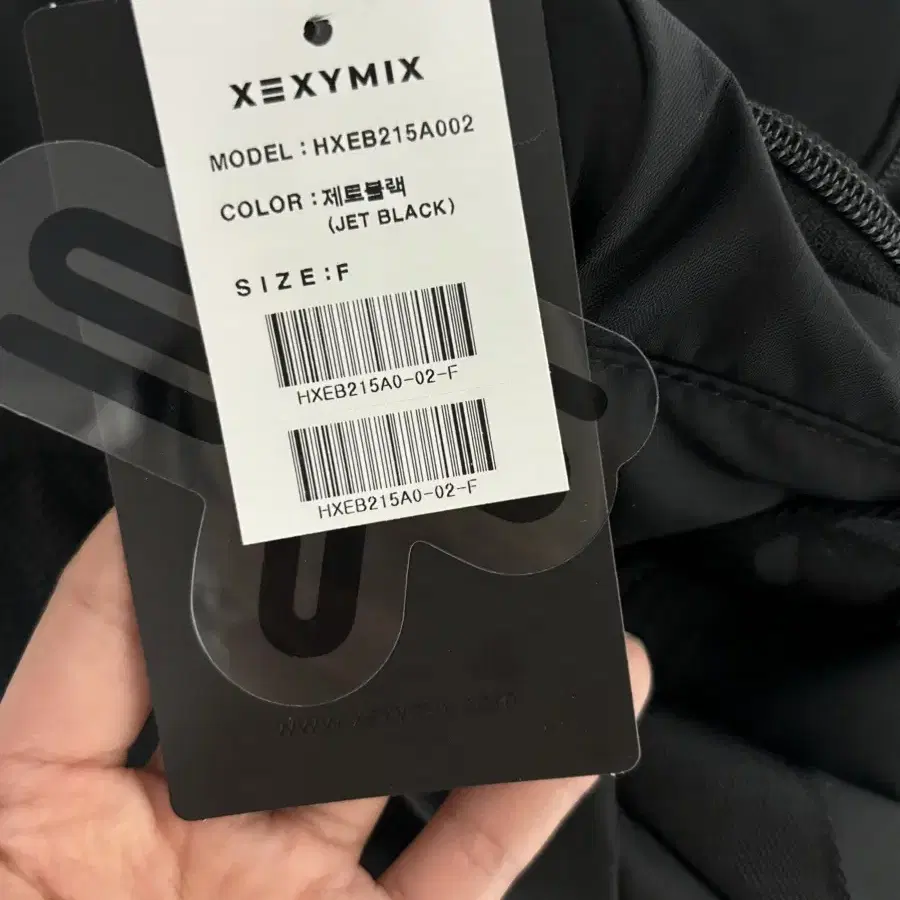 XEXYMIX
MODEL : HXEB215A002
COLOR : 제트블랙
(JET BLACK)
SIZE : F
HXEB215A0-02-F
HXEB215A0-02-F